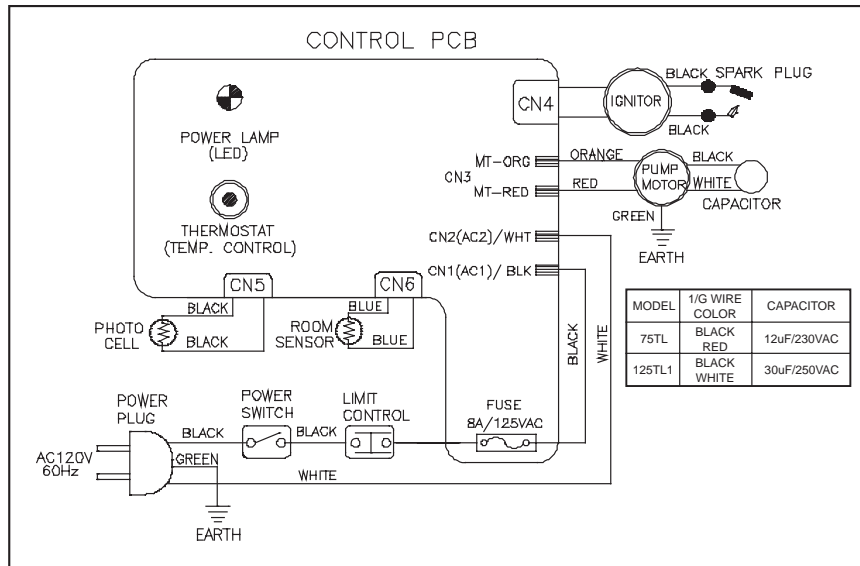 CONTROL PCB
POWER LAMP
(LED)
THERMOSTAT
(TEMP. CONTROL)
CN4
BLACK
SPARK PLUG
IGNITOR
BLACK
MT-ORG
ORANGE
CN3
MT-RED
RED
PUMP
MOTOR
BLACK
WHITE
CAPACITOR
GREEN
EARTH
CN2(AC2)/WHT
CN1(AC1)/ BLK
CN5
CN6
BLACK
PHOTO
CELL
BLACK
BLUE
ROOM
SENSOR
BLUE
BLACK
WHITE
MODEL 1/G WIRE COLOR CAPACITOR
75TL BLACK RED 12uF/230VAC
125TL1 BLACK WHITE 30uF/250VAC
POWER
PLUG
POWER
SWITCH
LIMIT
CONTROL
FUSE
8A/125VAC
BLACK
BLACK
AC120V
60Hz
GREEN
WHITE
EARTH